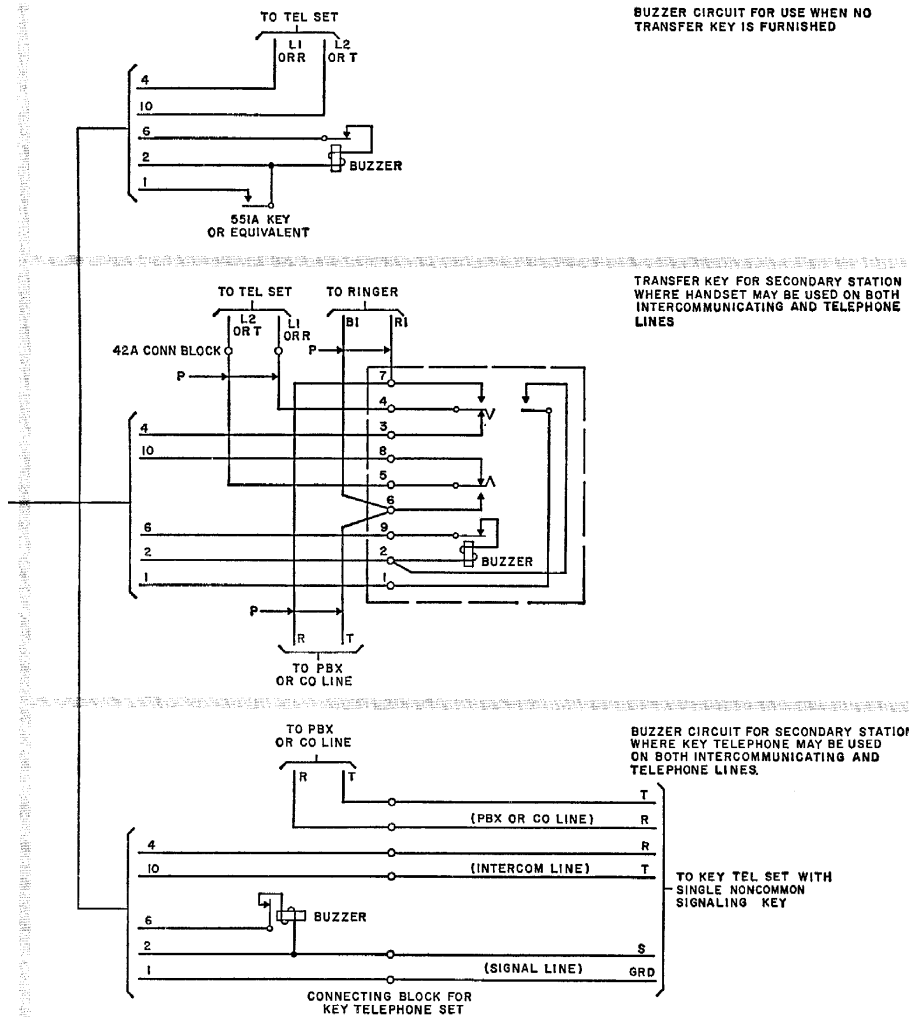 TO TEL SET
L1 OR R
L2 OR T
BUZZER CIRCUIT FOR USE WHEN NO
TRANSFER KEY IS FURNISHED
4
10
6
2
BUZZER
1
551A KEY
OR EQUIVALENT
TRANSFER KEY FOR SECONDARY STATION
WHERE HANDSET MAY BE USED ON BOTH
INTERCOMMUNICATING AND TELEPHONE
LINES
TO TEL SET
TO RINGER
L2 OR T
L1 OR R
B1
R1
42A CONN BLOCK
P
P
7
4
4
3
10
8
5
6
6
9
2
2
BUZZER
1
1
P
R
T
TO PBX
OR CO LINE
TO PBX
OR CO LINE
BUZZER CIRCUIT FOR SECONDARY STATION
WHERE KEY TELEPHONE MAY BE USED
ON BOTH INTERCOMMUNICATING AND
TELEPHONE LINES.
R
T
T
(PBX OR CO LINE)
R
4
R
10
(INTERCOM LINE)
T
TO KEY TEL SET WITH
SINGLE NONCOMMON
SIGNALING KEY
BUZZER
6
2
S
1
(SIGNAL LINE)
GRD
CONNECTING BLOCK FOR
KEY TELEPHONE SET